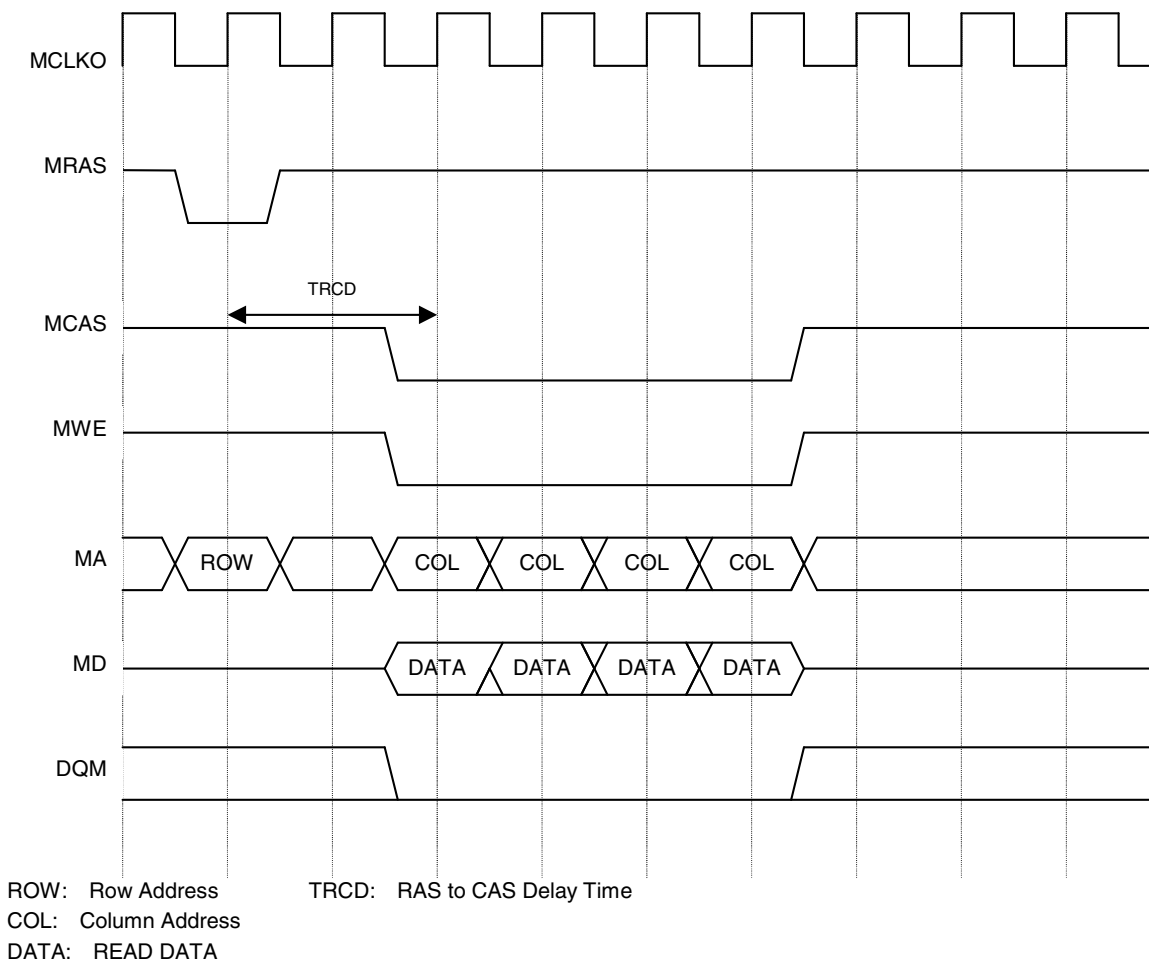 MCLKO
MRAS
TRCD
MCAS
MWE
MA ROW COL COL COL COL
MD DATA DATA DATA DATA
DQM
ROW: Row Address TRCD: RAS to CAS Delay Time
COL: Column Address
DATA: READ DATA